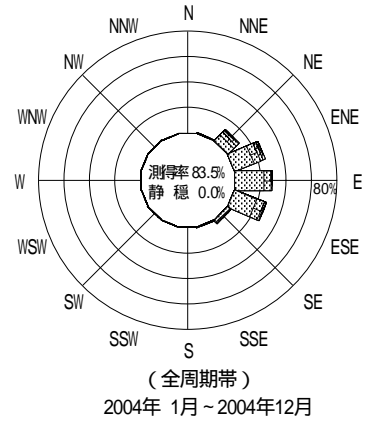 N
NNW NNE
NW NE
WNW ENE
測得率 83.5%
W 80% E
静 穏 0.0%
WSW ESE
SW SE
SSW SSE
S
(全周期帯)
2004年 1月~2004年12月